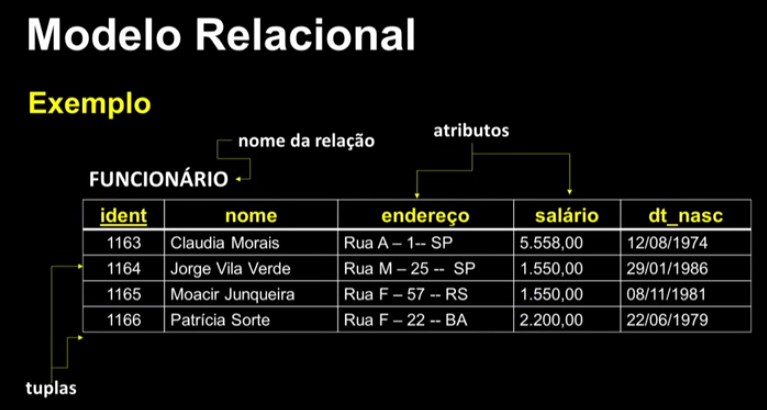 Modelo Relacional
Exemplo
nome da relação
atributos
FUNCIONÁRIO
ident nome endereço salário dt_nasc
1163 Claudia Morais Rua A – 1-- SP 5.558,00 12/08/1974
1164 Jorge Vila Verde Rua M – 25 -- SP 1.550,00 29/01/1986
1165 Moacir Junqueira Rua F – 57 -- RS 1.550,00 08/11/1981
1166 Patrícia Sorte Rua F – 22 -- BA 2.200,00 22/06/1979
tuplas